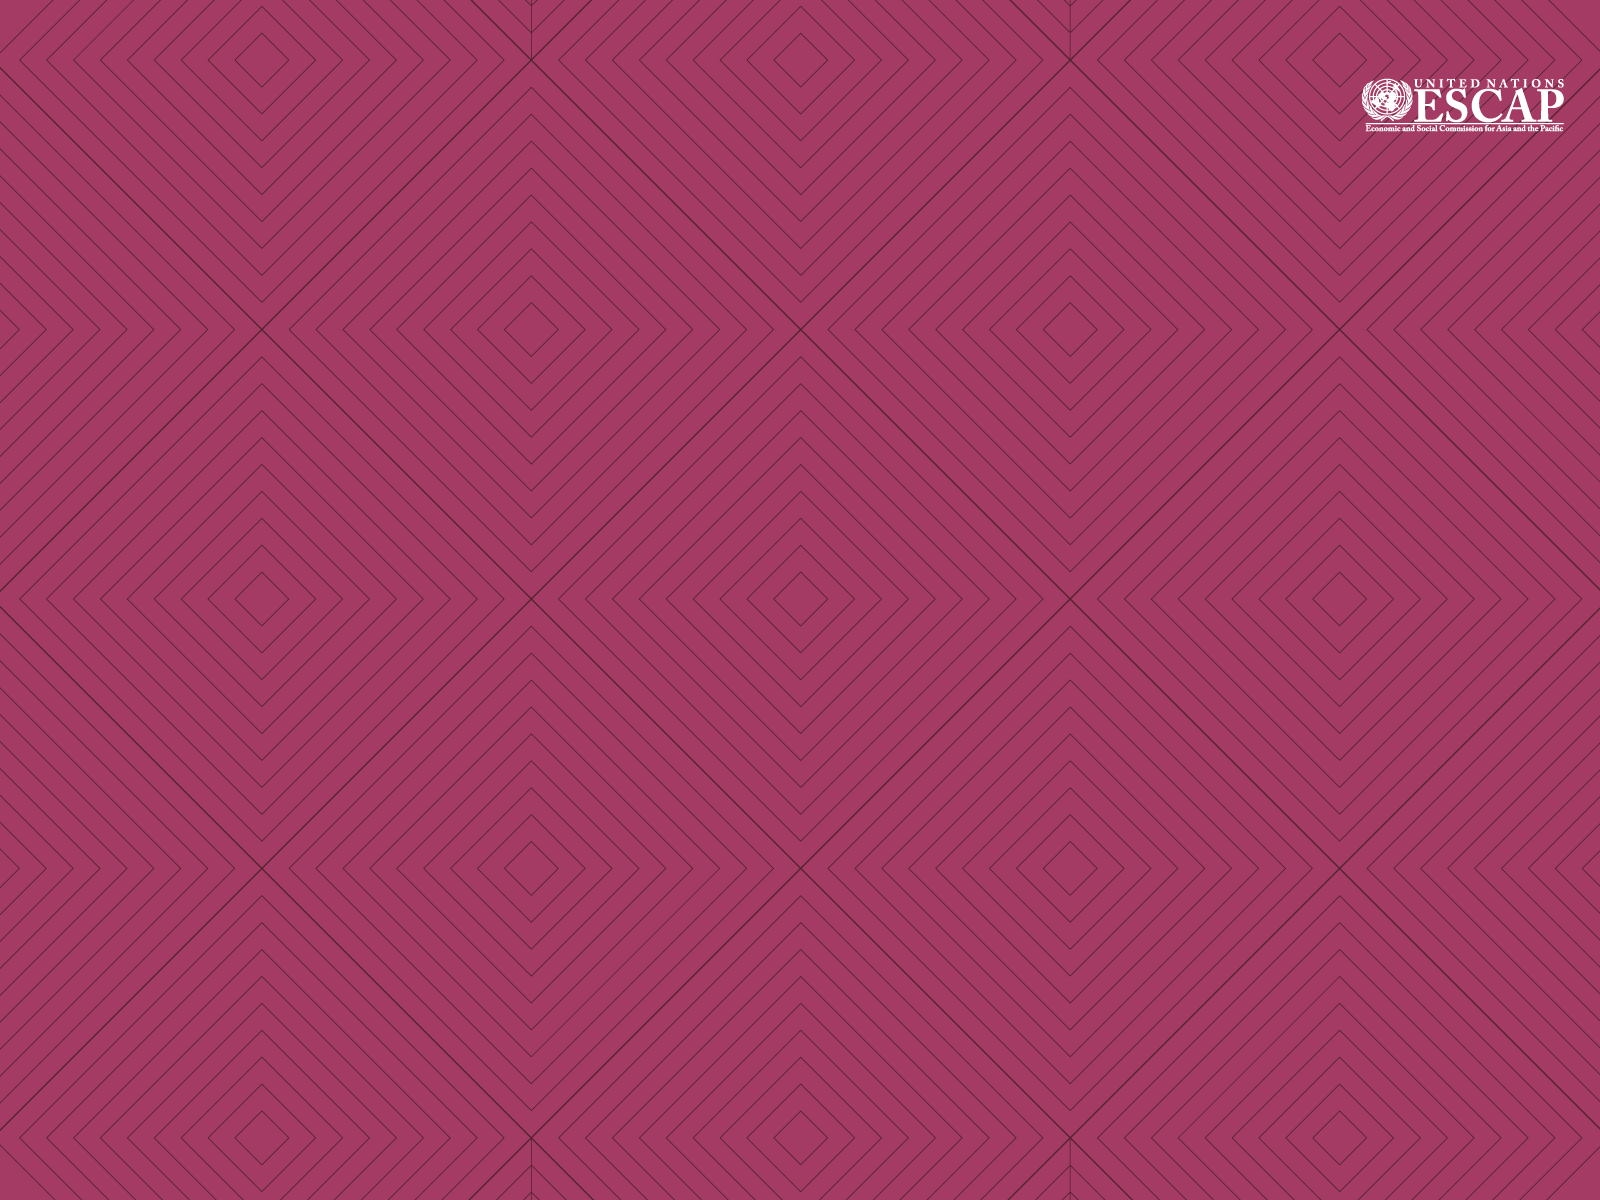 UNITED NATIONS
ESCAP
Economic and Social Commission for Asia and the Pacific